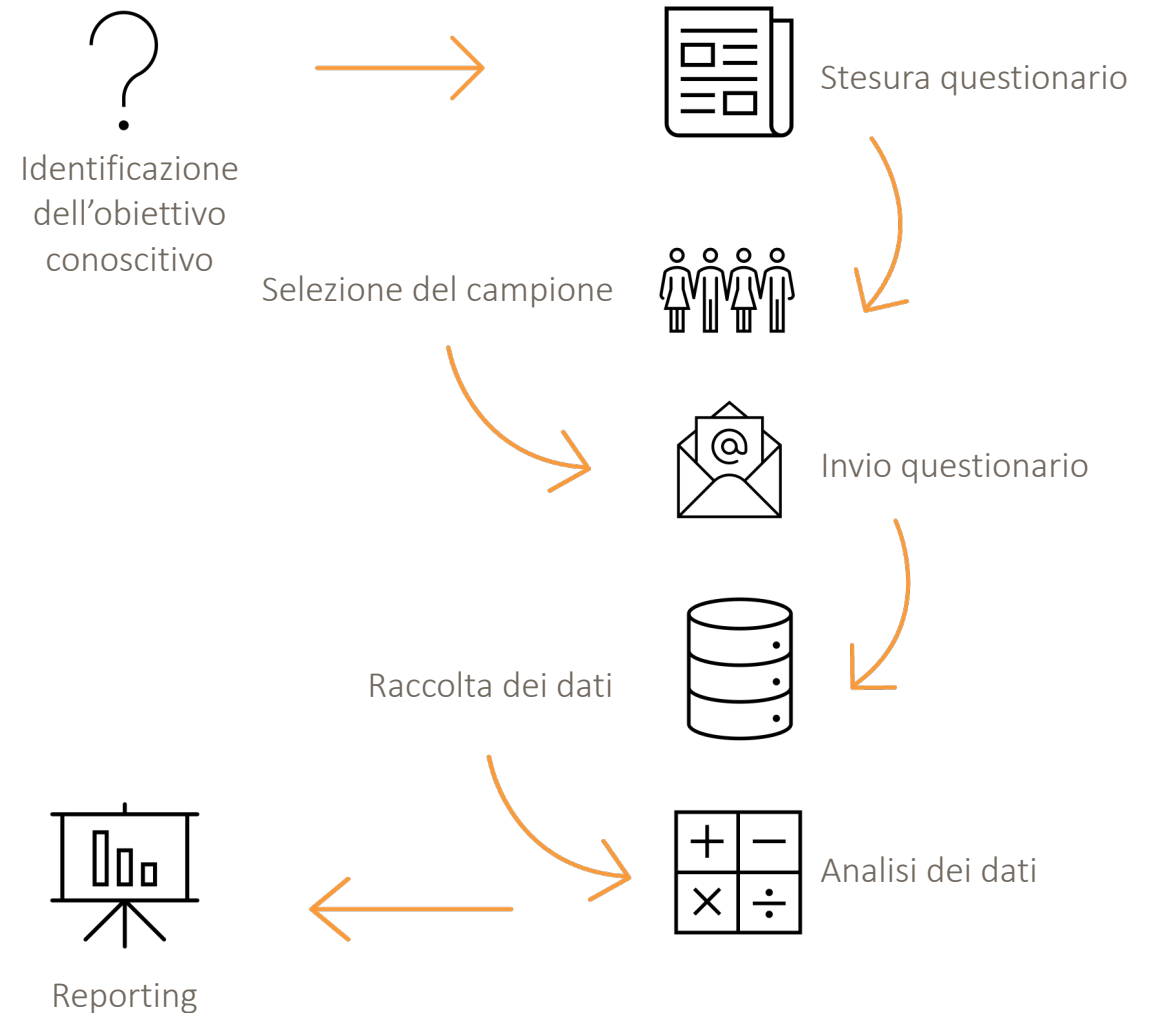 Stesura questionario
Identificazione
dell’obiettivo
conoscitivo
Selezione del campione
@
Invio questionario
Raccolta dei dati
+ −
× ÷
Analisi dei dati
Reporting